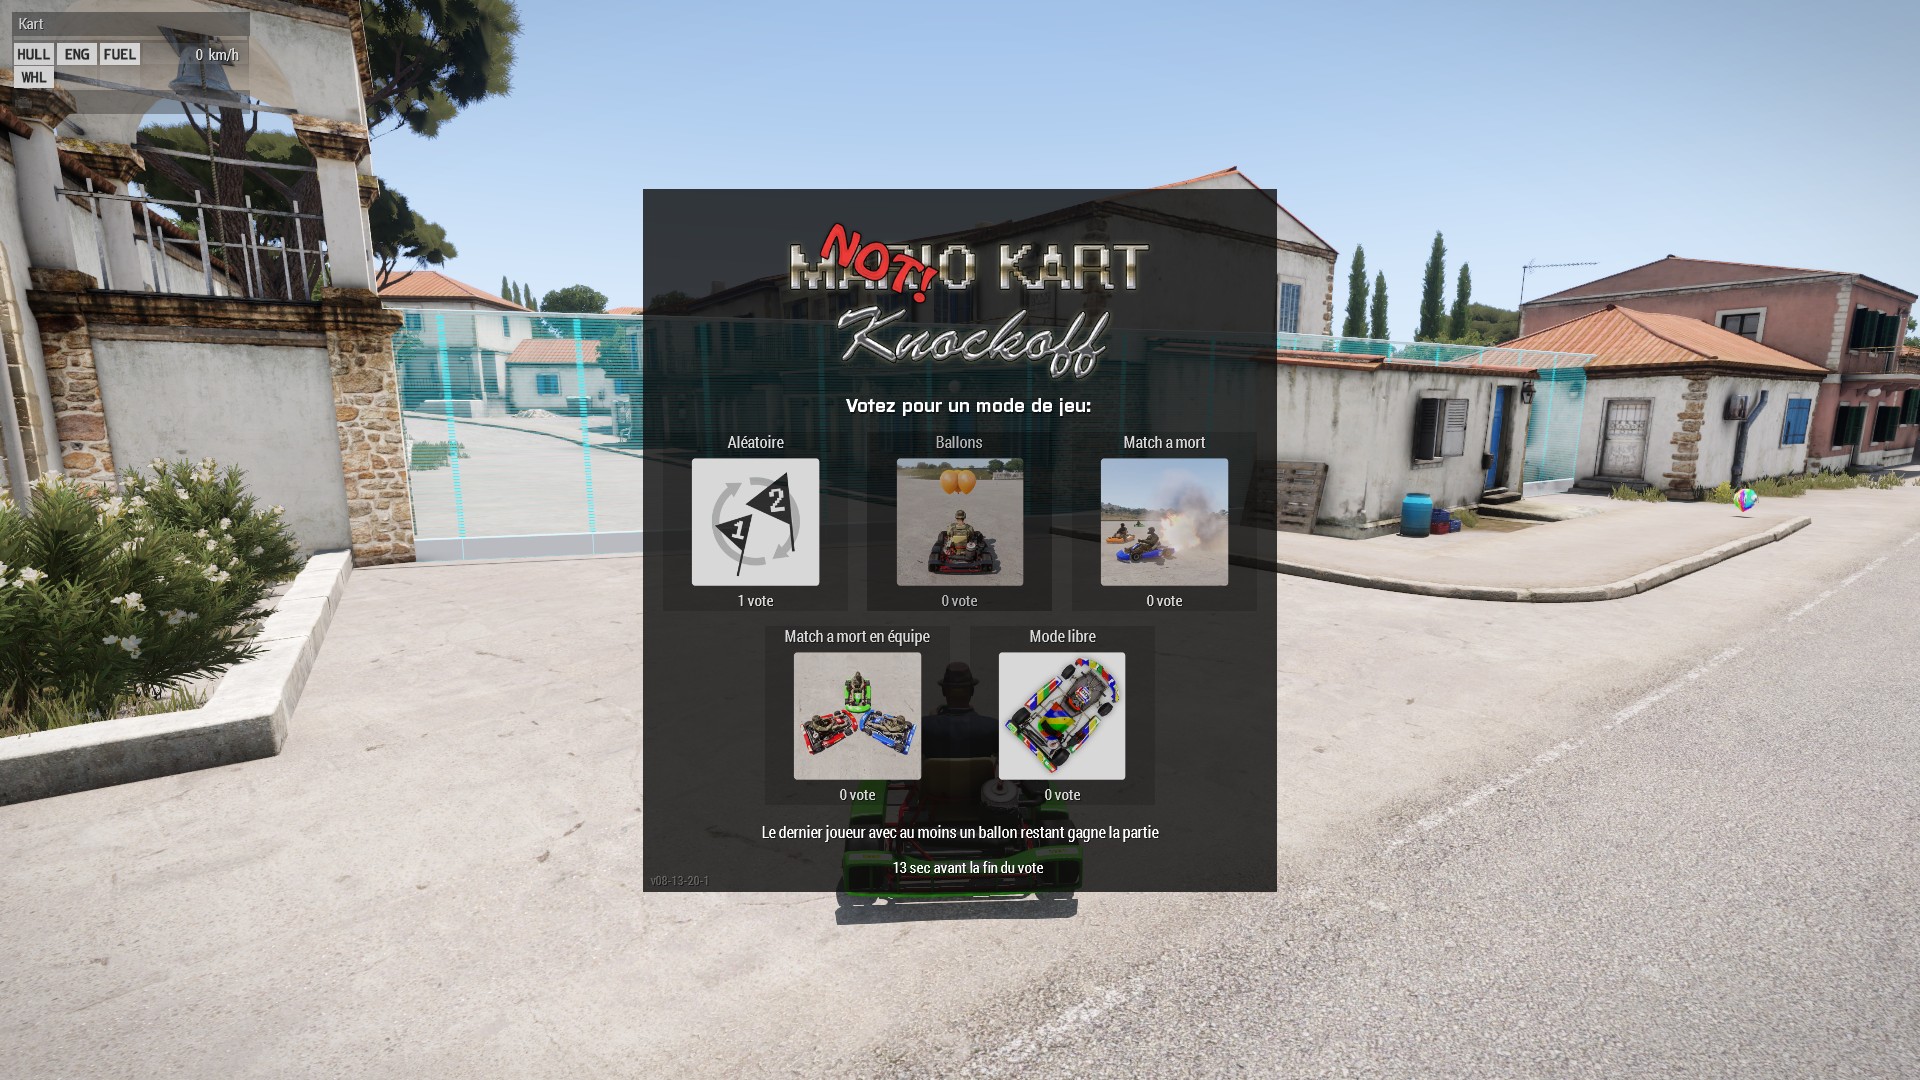 Kart
HULL ENG FUEL 0 km/h
WHL
MARIO KART
NOT!
Knockoff
Votez pour un mode de jeu:
Aléatoire Ballons Match a mort
1 2
1 vote 0 vote 0 vote
Match a mort en équipe Mode libre
0 vote 0 vote
Le dernier joueur avec au moins un ballon restant gagne la partie
13 sec avant la fin du vote
v08-13-20-1